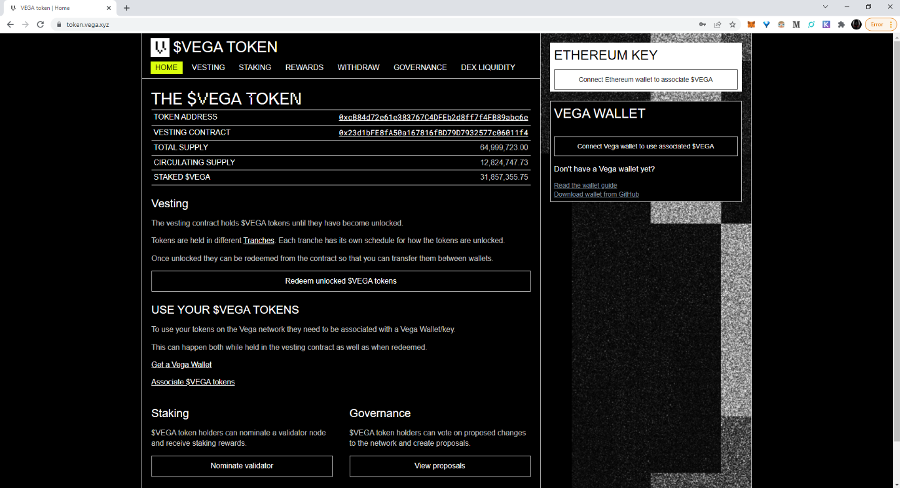 VEGA token | Home
token.vega.xyz
Error
$VEGA TOKEN
HOME VESTING STAKING REWARDS WITHDRAW GOVERNANCE DEX LIQUIDITY
THE $VEGA TOKEN
TOKEN ADDRESS 0xcB84d72e61e383767C4DFEb2d8ff7f4FB89abc6e
VESTING CONTRACT 0x23d1bFE8fA50a167816fBD79D7932577c06011f4
TOTAL SUPPLY 64,999,723.00
CIRCULATING SUPPLY 12,824,747.73
STAKED $VEGA 31,857,355.75
Vesting
The vesting contract holds $VEGA tokens until they have become unlocked.
Tokens are held in different Tranches. Each tranche has its own schedule for how the tokens are unlocked.
Once unlocked they can be redeemed from the contract so that you can transfer them between wallets.
Redeem unlocked $VEGA tokens
USE YOUR $VEGA TOKENS
To use your tokens on the Vega network they need to be associated with a Vega Wallet/key.
This can happen both while held in the vesting contract as well as when redeemed.
Get a Vega Wallet
Associate $VEGA tokens
Staking
$VEGA token holders can nominate a validator node
and receive staking rewards.
Nominate validator
Governance
$VEGA token holders can vote on proposed changes
to the network and create proposals.
View proposals
ETHEREUM KEY
Connect Ethereum wallet to associate $VEGA
VEGA WALLET
Connect Vega wallet to use associated $VEGA
Don't have a Vega wallet yet?
Read the wallet guide
Download wallet from GitHub